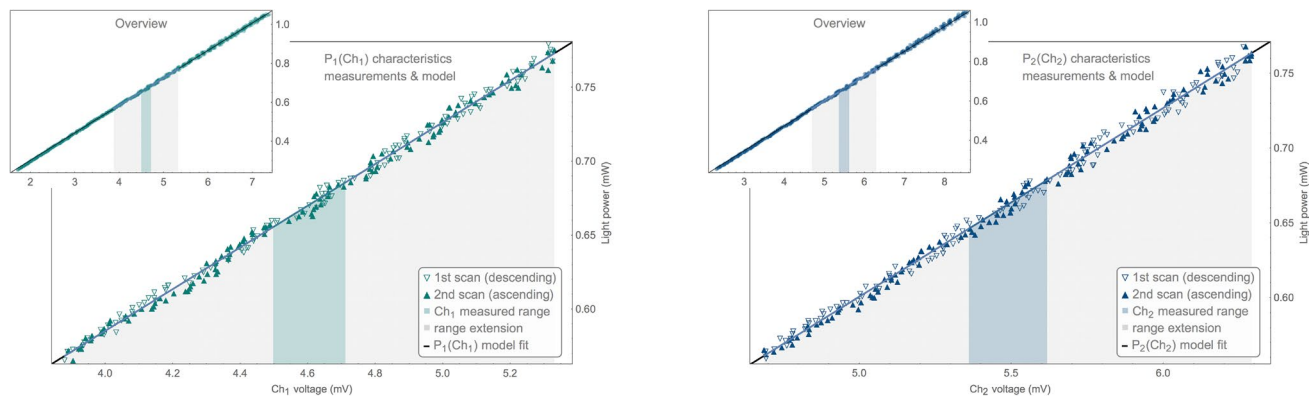 Overview
1.0
0.8
0.6
0.4
2 3 4 5 6 7
P₁(Ch₁) characteristics
measurements & model
0.75
0.70
0.65
0.60
Light power (mW)
1st scan (descending)
2nd scan (ascending)
Ch₁ measured range
range extension
P₁(Ch₁) model fit
4.0 4.2 4.4 4.6 4.8 5.0 5.2
Ch₁ voltage (mV)
Overview
1.0
0.8
0.6
0.4
3 4 5 6 7 8
P₂(Ch₂) characteristics
measurements & model
0.75
0.70
0.65
0.60
Light power (mW)
1st scan (descending)
2nd scan (ascending)
Ch₂ measured range
range extension
P₂(Ch₂) model fit
5.0 5.5 6.0
Ch₂ voltage (mV)